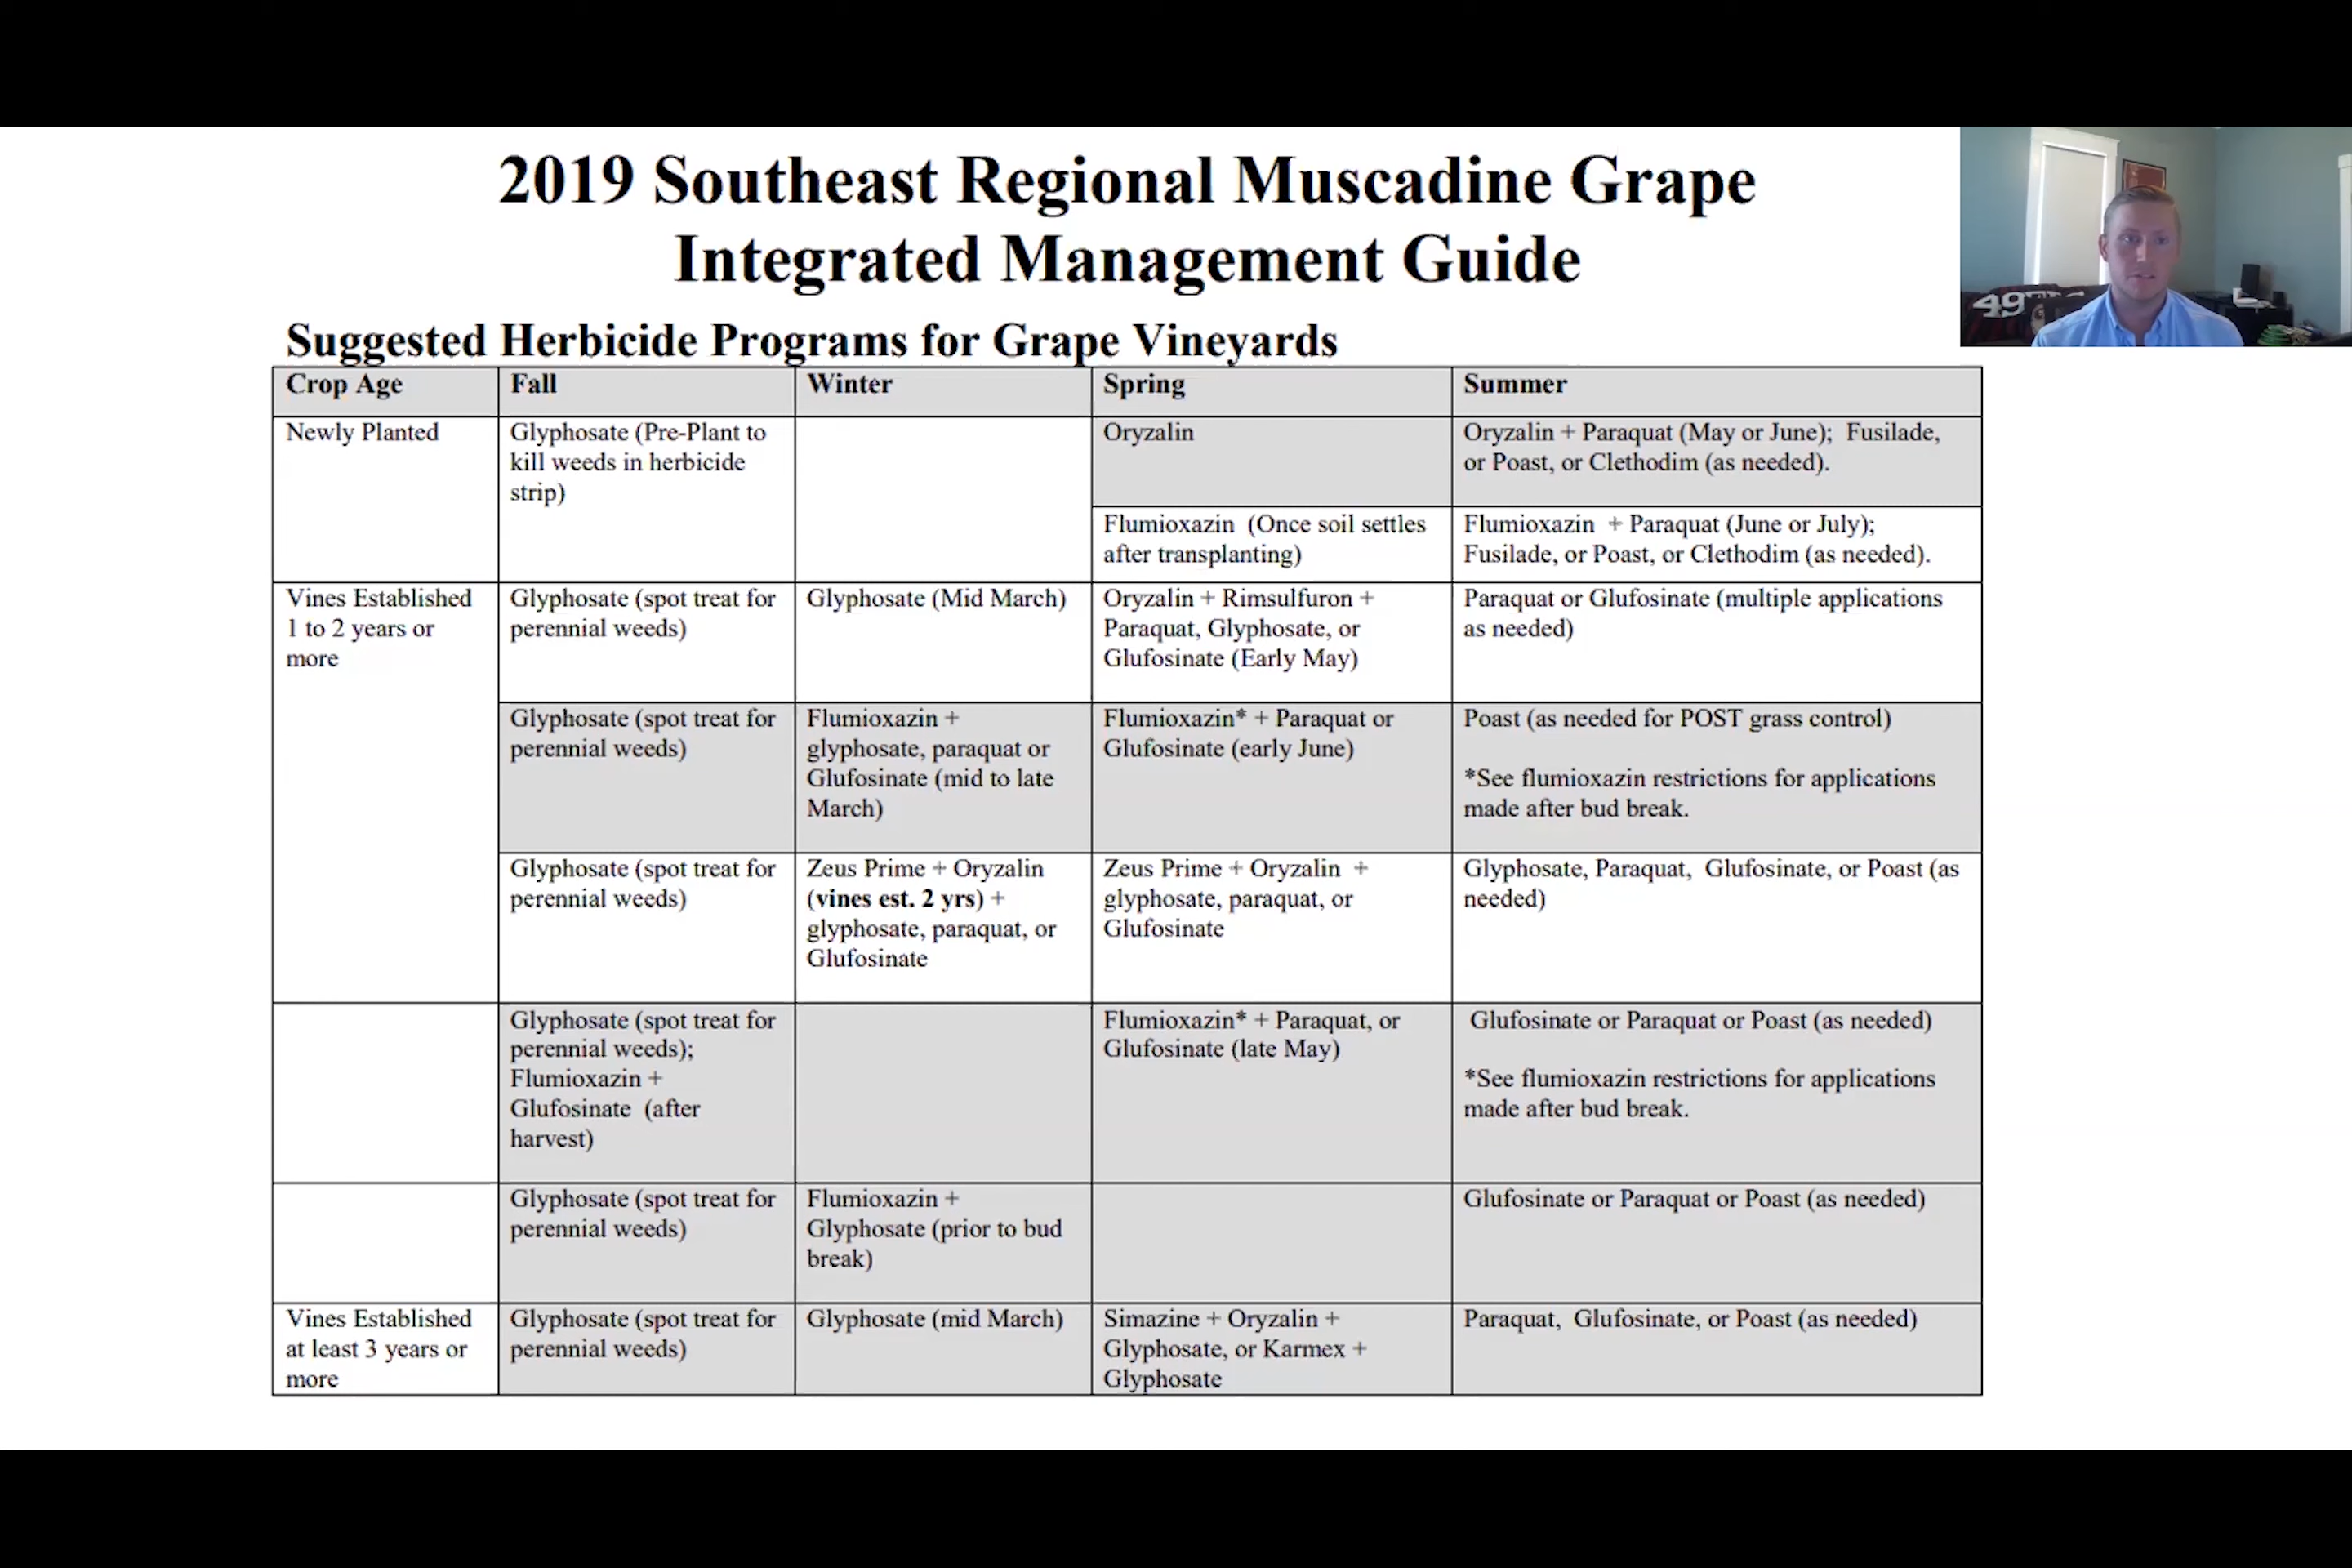 2019 Southeast Regional Muscadine Grape
Integrated Management Guide
49
Suggested Herbicide Programs for Grape Vineyards
Crop Age
Fall
Winter
Spring
Summer
Newly Planted
Glyphosate (Pre-Plant to
kill weeds in herbicide
strip)
Oryzalin
Oryzalin + Paraquat (May or June); Fusilade,
or Poast, or Clethodim (as needed).
Flumioxazin (Once soil settles
after transplanting)
Flumioxazin + Paraquat (June or July);
Fusilade, or Poast, or Clethodim (as needed).
Vines Established
1 to 2 years or
more
Glyphosate (spot treat for
perennial weeds)
Glyphosate (Mid March)
Oryzalin + Rimsulfuron +
Paraquat, Glyphosate, or
Glufosinate (Early May)
Paraquat or Glufosinate (multiple applications
as needed)
Glyphosate (spot treat for
perennial weeds)
Flumioxazin +
glyphosate, paraquat or
Glufosinate (mid to late
March)
Flumioxazin* + Paraquat or
Glufosinate (early June)
Poast (as needed for POST grass control)
*See flumioxazin restrictions for applications
made after bud break.
Glyphosate (spot treat for
perennial weeds)
Zeus Prime + Oryzalin
(vines est. 2 yrs) +
glyphosate, paraquat, or
Glufosinate
Zeus Prime + Oryzalin +
glyphosate, paraquat, or
Glufosinate
Glyphosate, Paraquat, Glufosinate, or Poast (as
needed)
Glyphosate (spot treat for
perennial weeds);
Flumioxazin +
Glufosinate (after
harvest)
Flumioxazin* + Paraquat, or
Glufosinate (late May)
Glufosinate or Paraquat or Poast (as needed)
*See flumioxazin restrictions for applications
made after bud break.
Glyphosate (spot treat for
perennial weeds)
Flumioxazin +
Glyphosate (prior to bud
break)
Glufosinate or Paraquat or Poast (as needed)
Vines Established
at least 3 years or
more
Glyphosate (spot treat for
perennial weeds)
Glyphosate (mid March)
Simazine + Oryzalin +
Glyphosate, or Karmex +
Glyphosate
Paraquat, Glufosinate, or Poast (as needed)